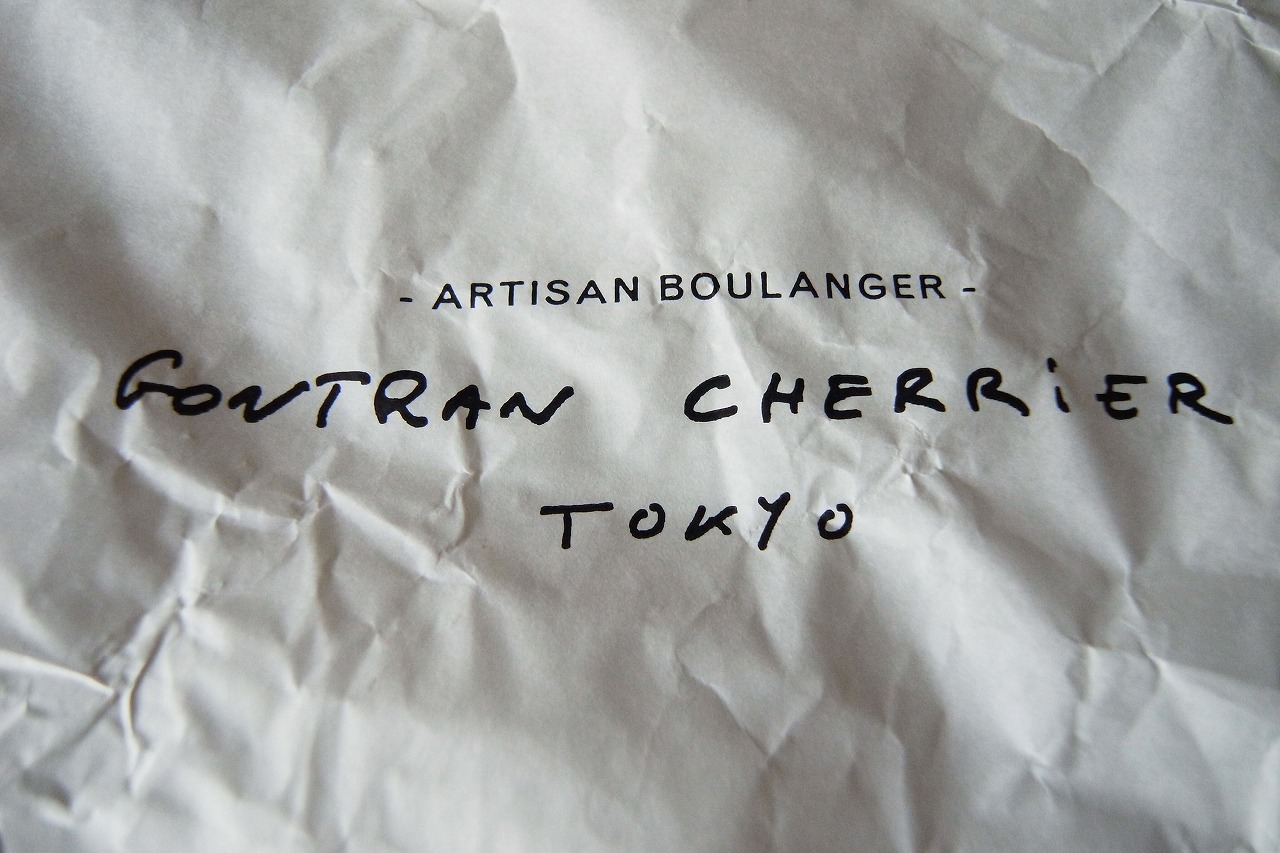 - ARTISAN BOULANGER -
GONTRAN CHERRiER
TOKYO